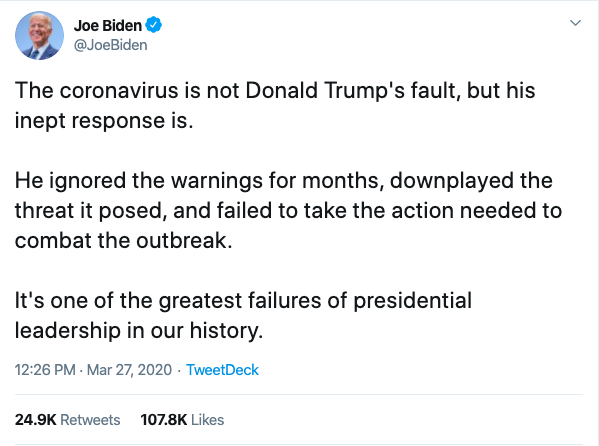 Joe Biden
@JoeBiden
The coronavirus is not Donald Trump's fault, but his
inept response is.
He ignored the warnings for months, downplayed the
threat it posed, and failed to take the action needed to
combat the outbreak.
It's one of the greatest failures of presidential
leadership in our history.
12:26 PM · Mar 27, 2020 · TweetDeck
24.9K Retweets 107.8K Likes